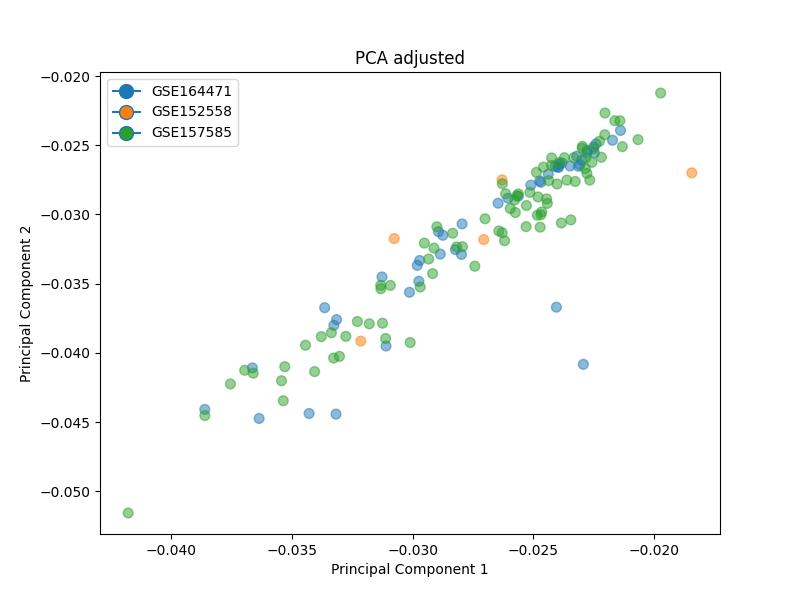 PCA adjusted
GSE164471
GSE152558
GSE157585
−0.020
−0.025
−0.030
−0.035
−0.040
−0.045
−0.050
Principal Component 2
−0.040
−0.035
−0.030
−0.025
−0.020
Principal Component 1